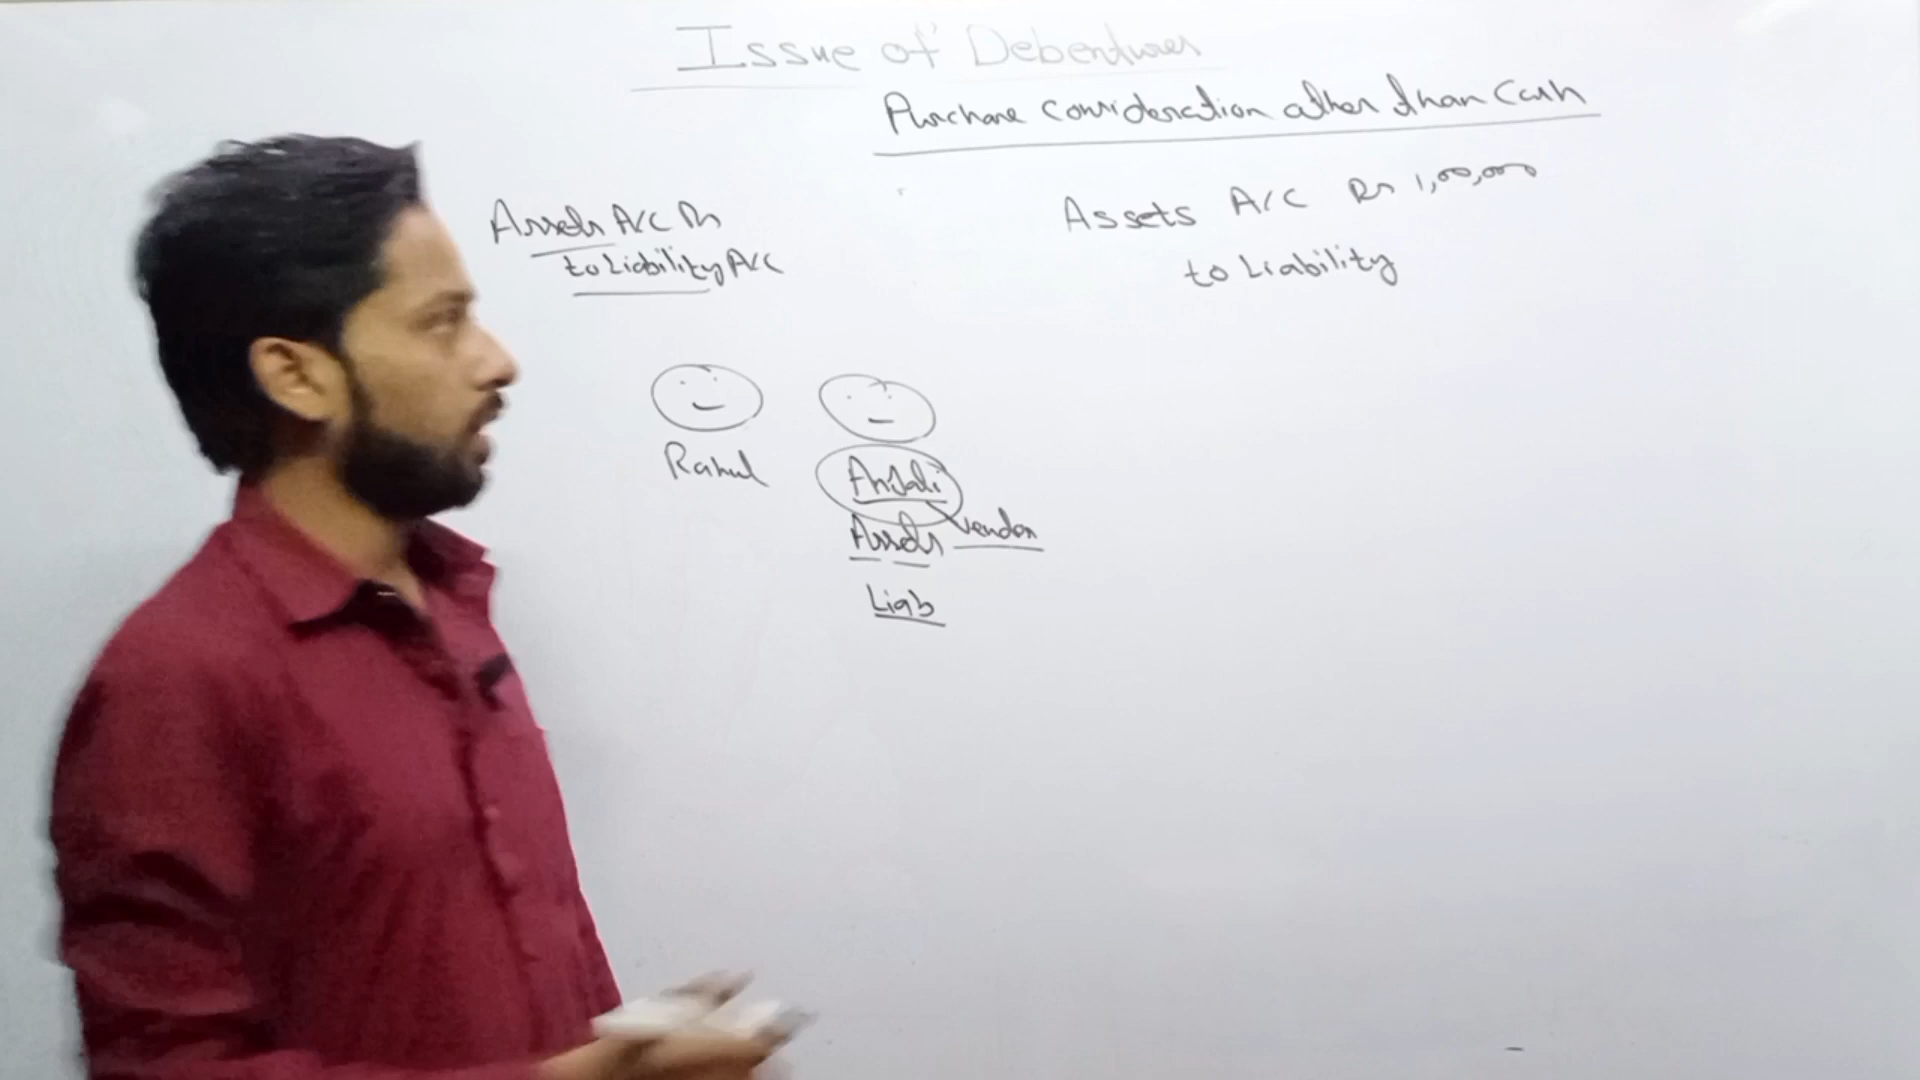 Issue of Debentures
Purchase consideration other than Cash
Assets A/C Dr
to Liability A/C
Assets A/C Dr 1,00,000
to Liability
Rahul
Anjali
vendor
Assets
Liab